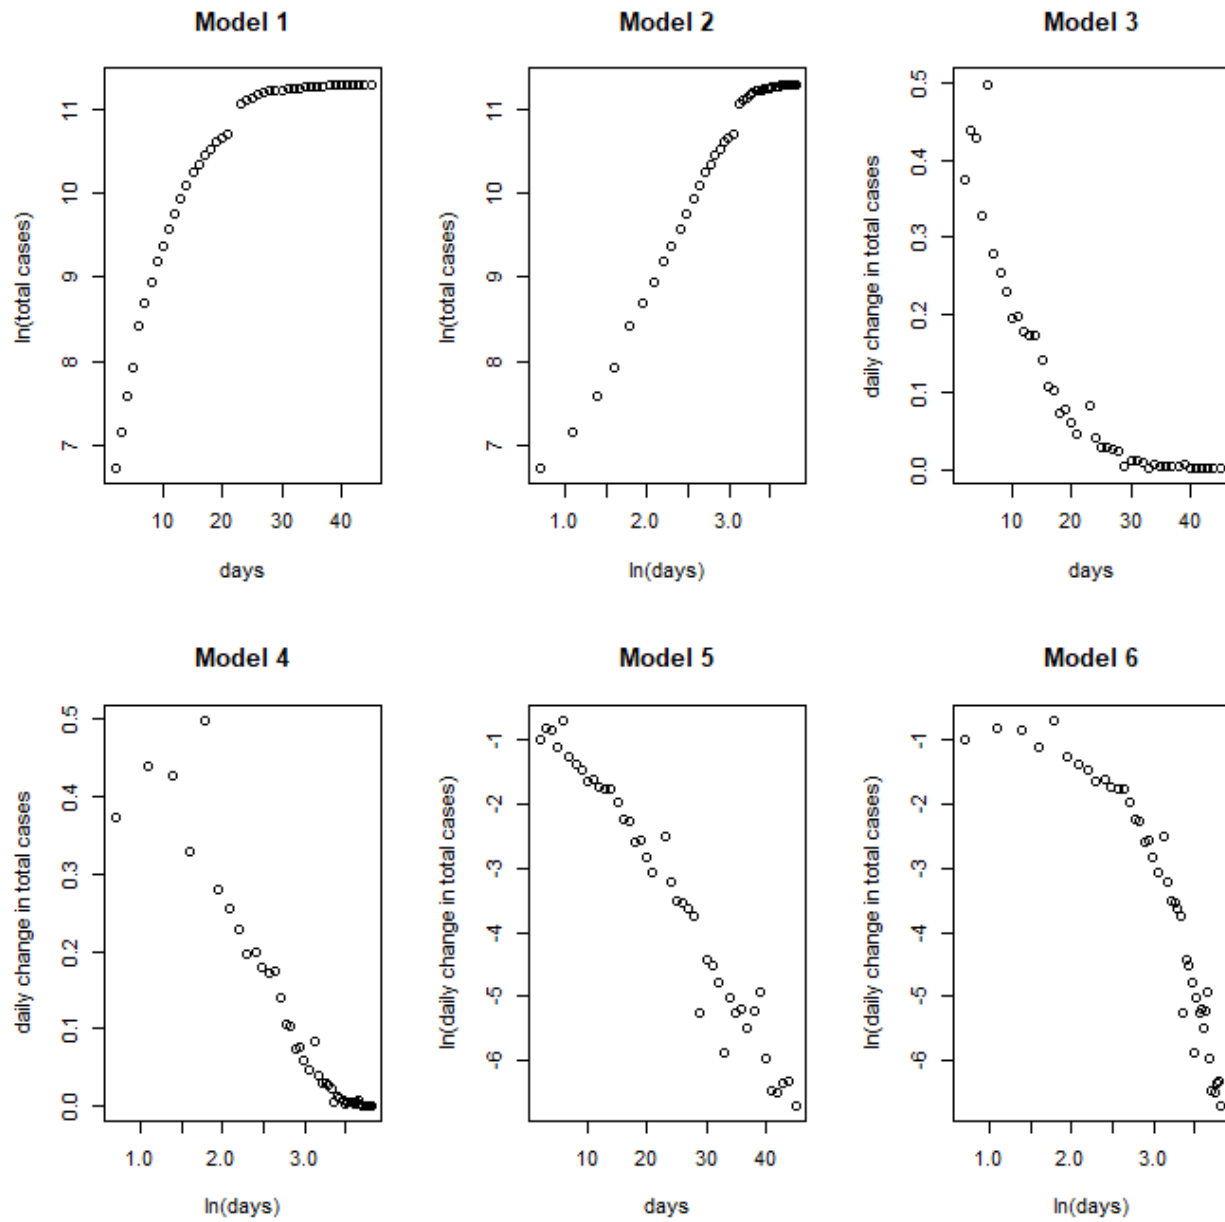 Model 1
Model 2
Model 3
ln(total cases)
7 8 9 10 11
10 20 30 40
days
ln(total cases)
7 8 9 10 11
1.0 2.0 3.0
ln(days)
daily change in total cases
0.0 0.1 0.2 0.3 0.4 0.5
10 20 30 40
days
Model 4
Model 5
Model 6
daily change in total cases
0.0 0.1 0.2 0.3 0.4 0.5
1.0 2.0 3.0
ln(days)
ln(daily change in total cases)
-6 -5 -4 -3 -2 -1
10 20 30 40
days
ln(daily change in total cases)
-6 -5 -4 -3 -2 -1
1.0 2.0 3.0
ln(days)